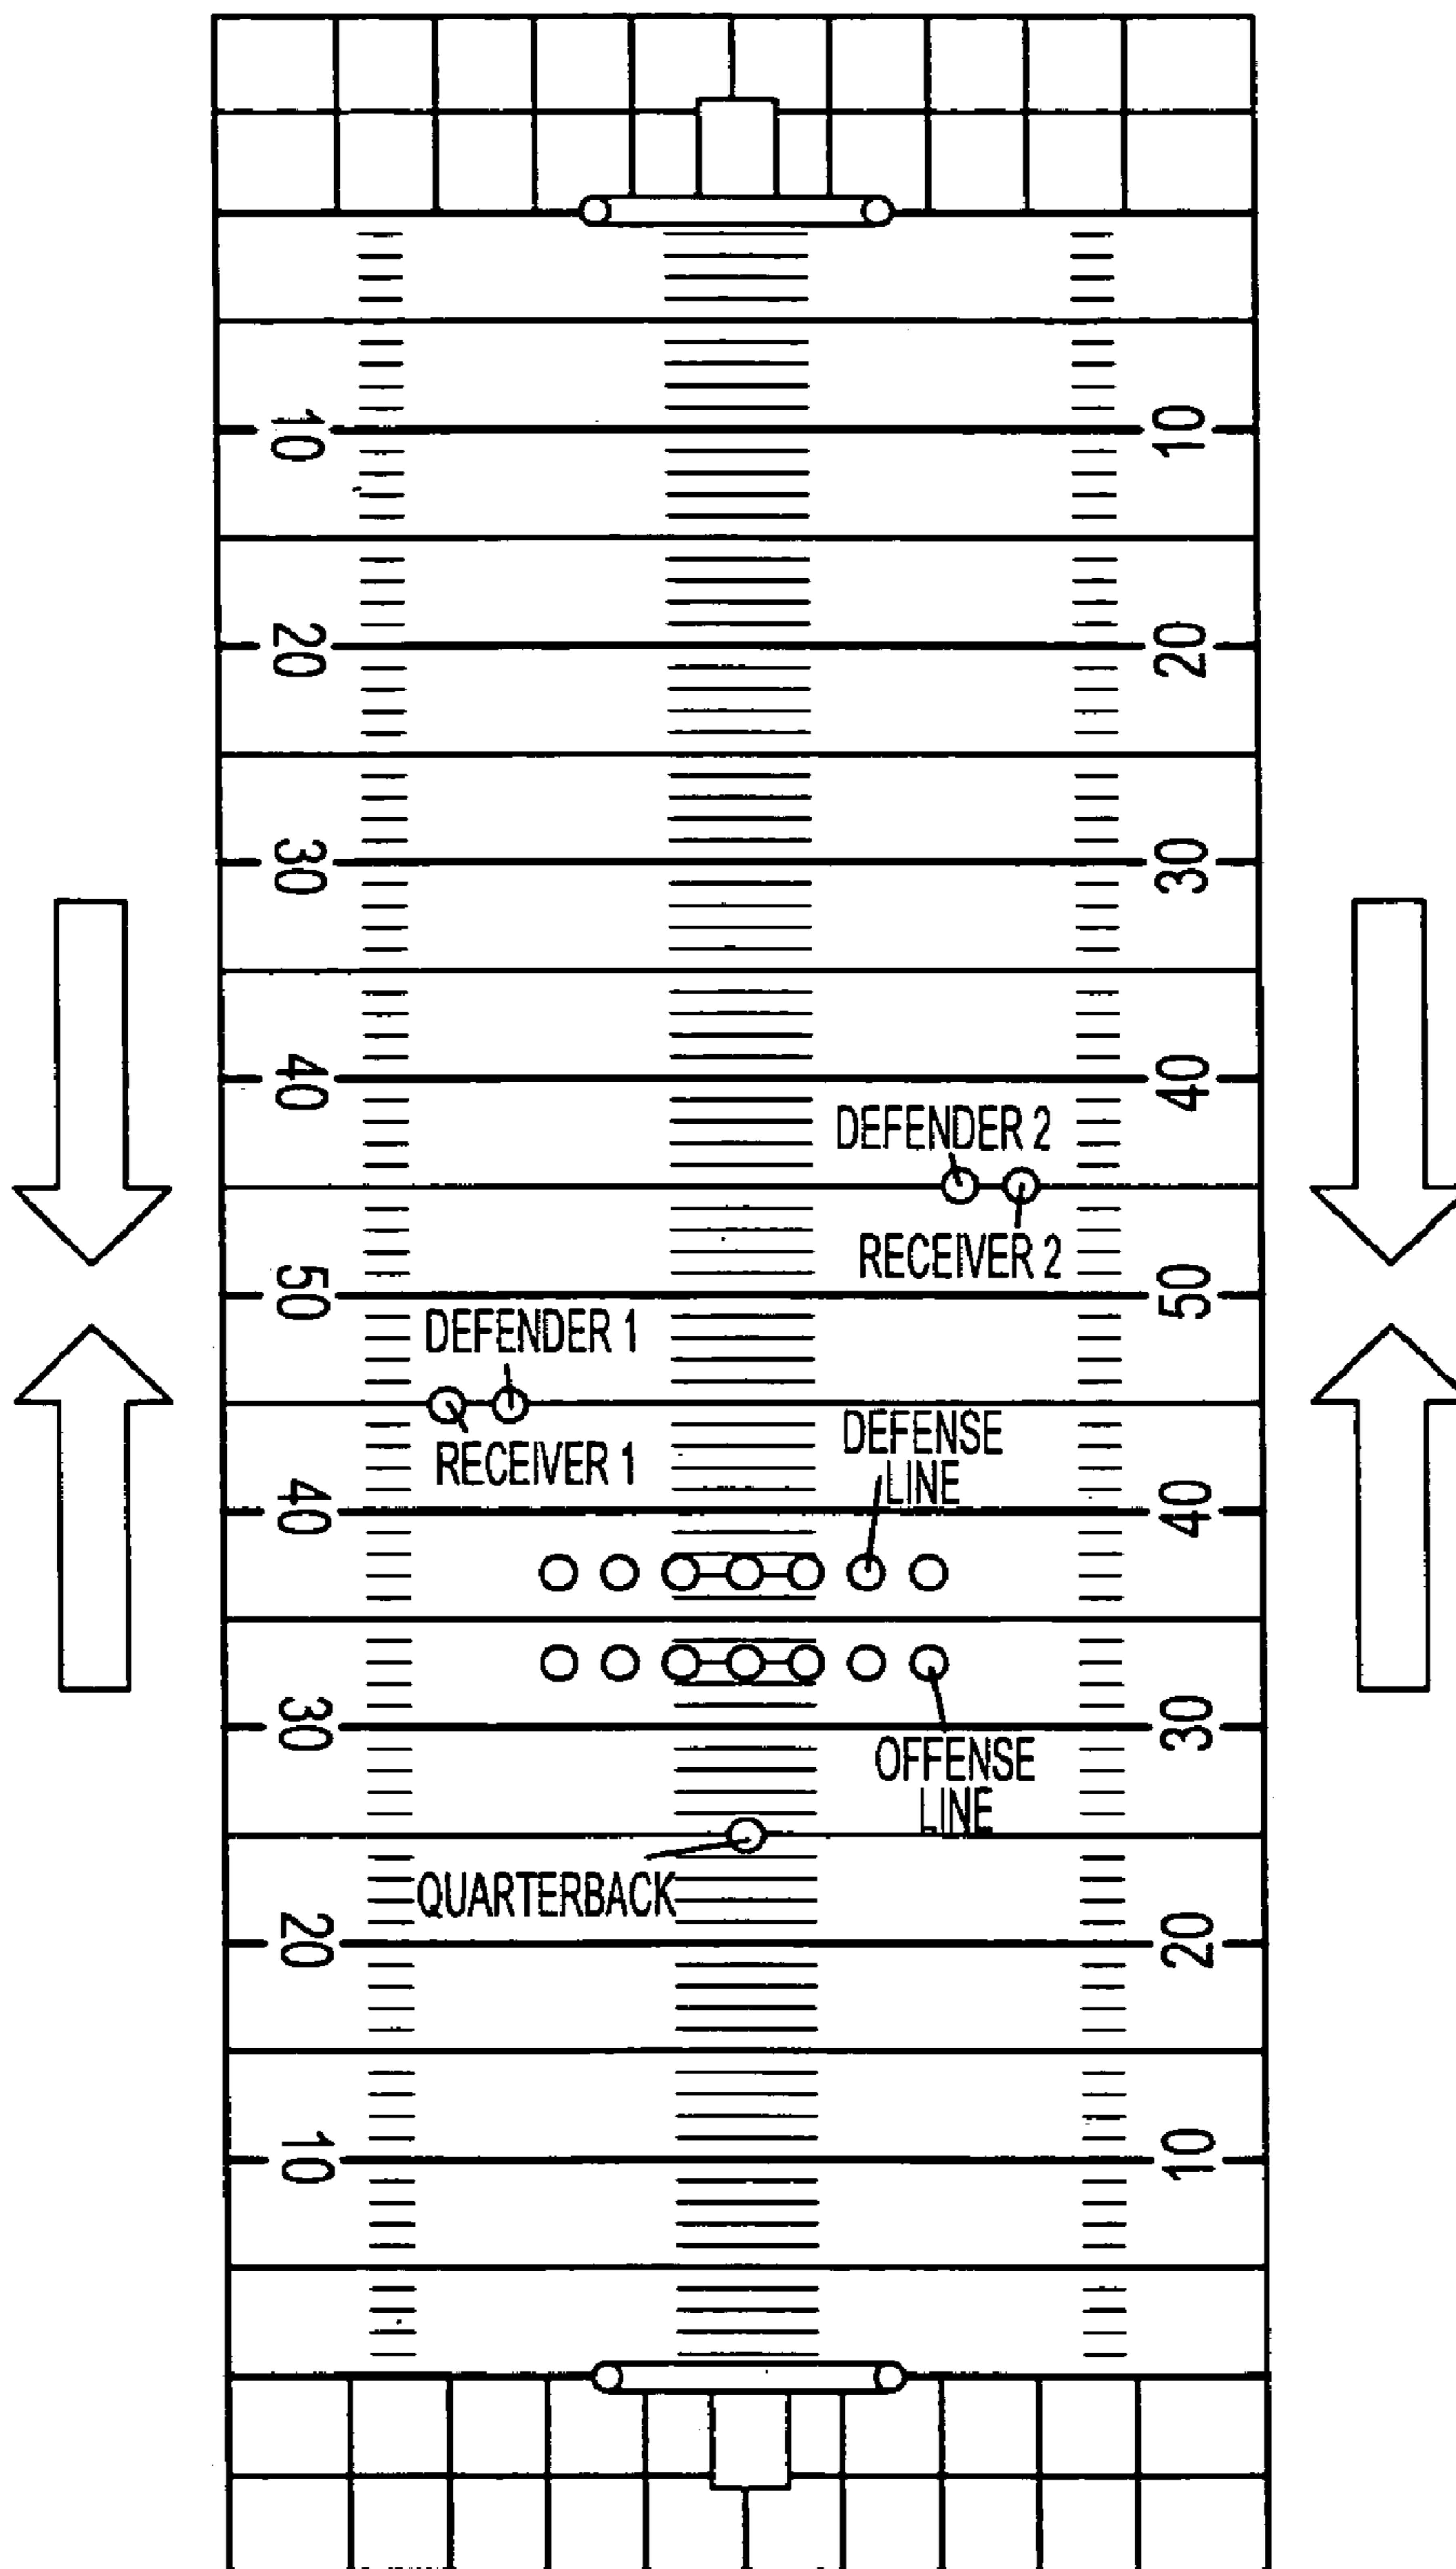 10 10
20 20
30 30
40 40
DEFENDER 2
RECEIVER 2
50 50
DEFENDER 1
RECEIVER 1
DEFENSE
LINE
40 40
30 30
OFFENSE
LINE
QUARTERBACK
20 20
10 10